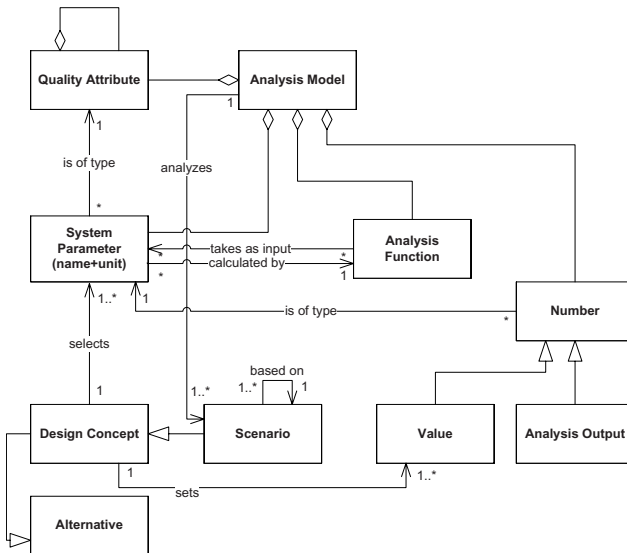 Quality Attribute
Analysis Model
1
1
is of type
analyzes
*
System
Parameter
(name+unit)
takes as input
*
*
calculated by
*
1
Analysis
Function
1..*
1
is of type
*
Number
selects
based on
1..*
1
1
1..*
Design Concept
Scenario
Value
Analysis Output
1
sets
1..*
Alternative